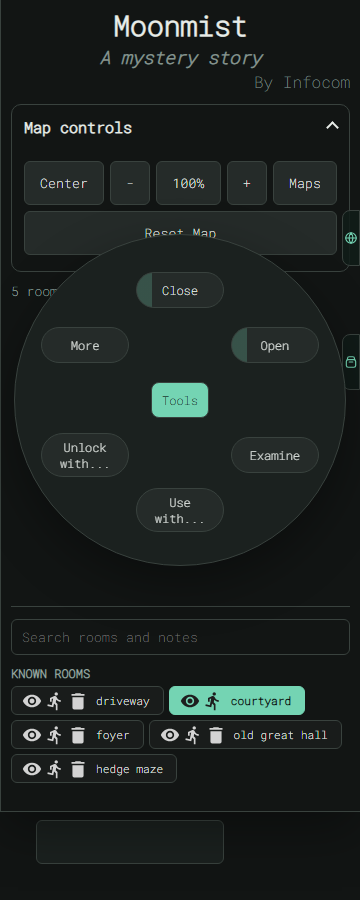 Moonmist
A mystery story
By Infocom
Map controls
Center - 100% + Maps
Reset Map
5 room
Close
More
Open
Tools
Unlock
with...
Examine
Use
with...
Search rooms and notes
KNOWN ROOMS
driveway
courtyard
foyer
old great hall
hedge maze